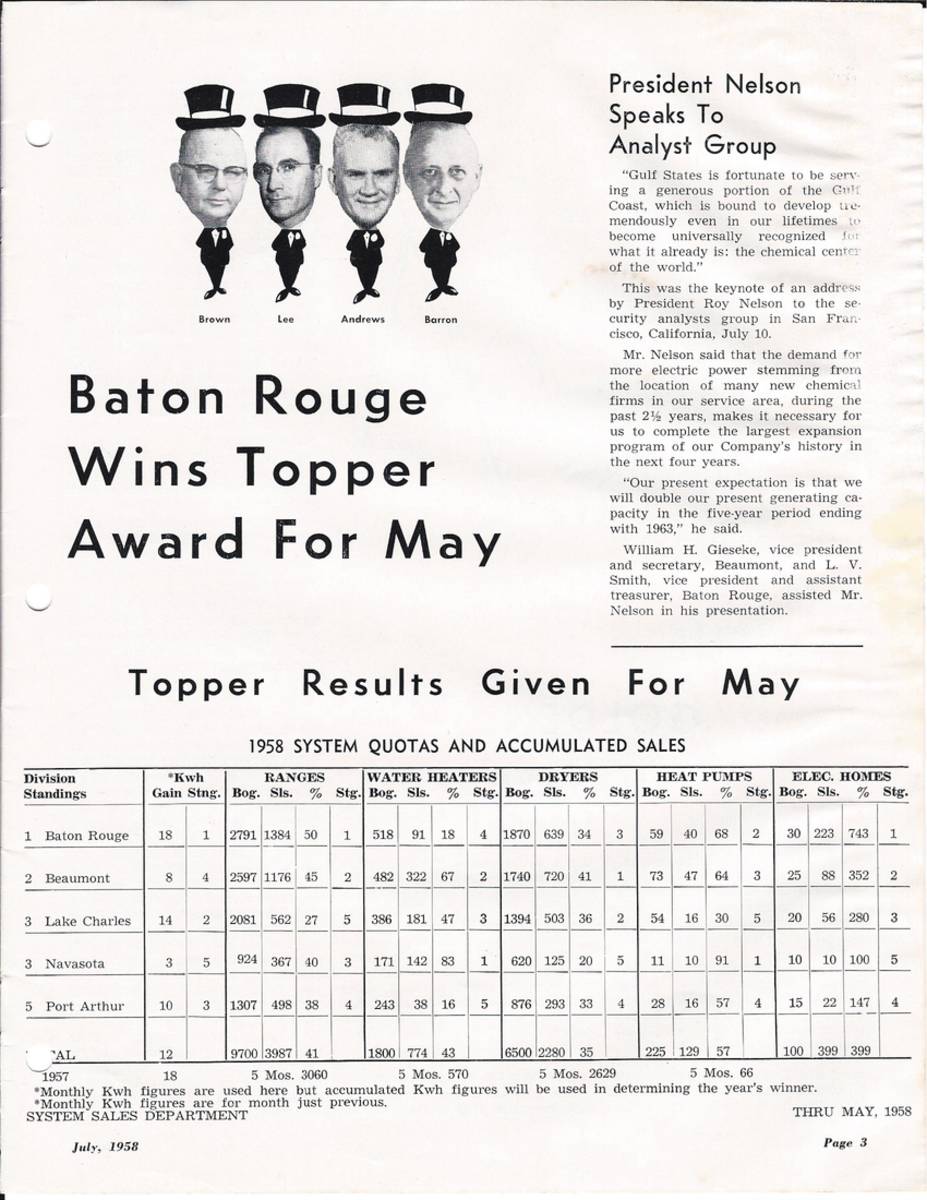 Brown Lee Andrews Barron
Baton Rouge
Wins Topper
Award For May
President Nelson
Speaks To
Analyst Group
"Gulf States is fortunate to be serv-
ing a generous portion of the Gulf
Coast, which is bound to develop tre-
mendously even in our lifetimes to
become universally recognized for
what it already is: the chemical center
of the world."
This was the keynote of an address
by President Roy Nelson to the se-
curity analysts group in San Fran-
cisco, California, July 10.
Mr. Nelson said that the demand for
more electric power stemming from
the location of many new chemical
firms in our service area, during the
past 2½ years, makes it necessary for
us to complete the largest expansion
program of our Company's history in
the next four years.
"Our present expectation is that we
will double our present generating ca-
pacity in the five-year period ending
with 1963," he said.
William H. Gieseke, vice president
and secretary, Beaumont, and L. V.
Smith, vice president and assistant
treasurer, Baton Rouge, assisted Mr.
Nelson in his presentation.
Topper Results Given For May
1958 SYSTEM QUOTAS AND ACCUMULATED SALES
Division *Kwh RANGES WATER HEATERS DRYERS HEAT PUMPS ELEC. HOMES
Standings Gain Stng. Bog. Sls. % Stg. Bog. Sls. % Stg. Bog. Sls. % Stg. Bog. Sls. % Stg. Bog. Sls. % Stg.
1 Baton Rouge 18 1 2791 1384 50 1 518 91 18 4 1870 639 34 3 59 40 68 2 30 223 743 1
2 Beaumont 8 4 2597 1176 45 2 482 322 67 2 1740 720 41 1 73 47 64 3 25 88 352 2
3 Lake Charles 14 2 2081 562 27 5 386 181 47 3 1394 503 36 2 54 16 30 5 20 56 280 3
3 Navasota 3 5 924 367 40 3 171 142 83 1 620 125 20 5 11 10 91 1 10 10 100 5
5 Port Arthur 10 3 1307 498 38 4 243 38 16 5 876 293 33 4 28 16 57 4 15 22 147 4
TAL 12 9700 3987 41 1800 774 43 6500 2280 35 225 129 57 100 399 399
1957 18 5 Mos. 3060 5 Mos. 570 5 Mos. 2629 5 Mos. 66
*Monthly Kwh figures are used here but accumulated Kwh figures will be used in determining the year's winner.
*Monthly Kwh figures are for month just previous.
SYSTEM SALES DEPARTMENT THRU MAY, 1958
July, 1958 Page 3